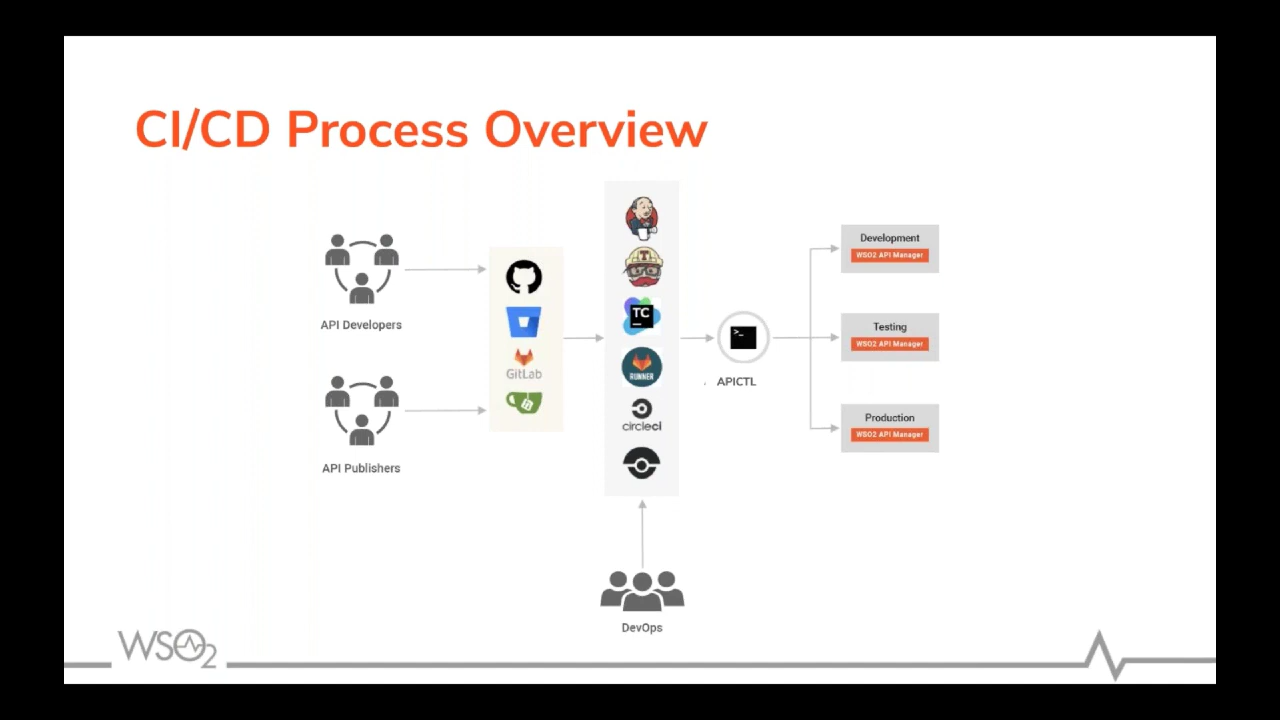 CI/CD Process Overview
API Developers
API Publishers
GitLab
T
TC
RUNNER
circleci
>_
APICTL
Development
WSO2 API Manager
Testing
WSO2 API Manager
Production
WSO2 API Manager
DevOps
WSO2